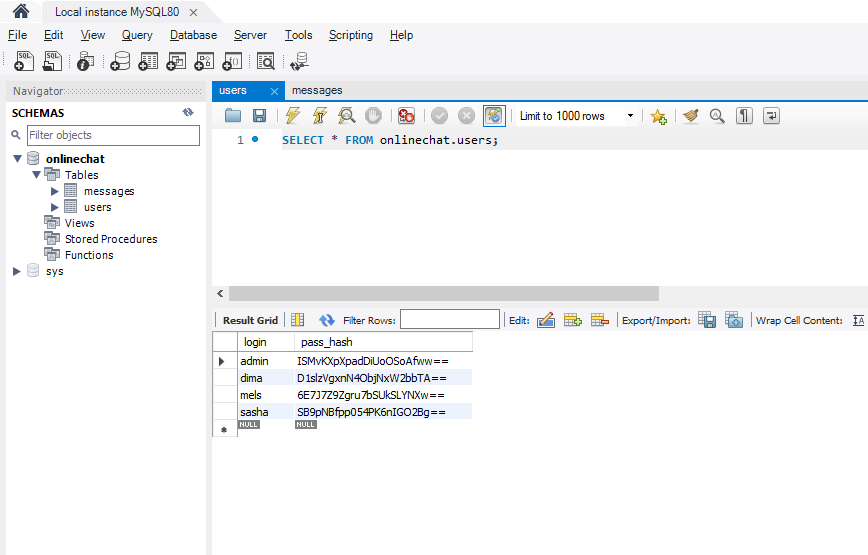 Local instance MySQL80
File Edit View Query Database Server Tools Scripting Help
Navigator
SCHEMAS
Filter objects
onlinechat
Tables
messages
users
Views
Stored Procedures
Functions
sys
users messages
Limit to 1000 rows
1 SELECT * FROM onlinechat.users;
Result Grid Filter Rows: Edit: Export/Import: Wrap Cell Content:
login pass_hash
admin ISMvKXpXpadDiUoOSoAfww==
dima D1slzVgxnN4ObjNxW2bbTA==
mels 6E7J7Z9Zgru7bSUkSLYNXw==
sasha SB9pNBfpp054PK6nIGO2Bg==
NULL NULL